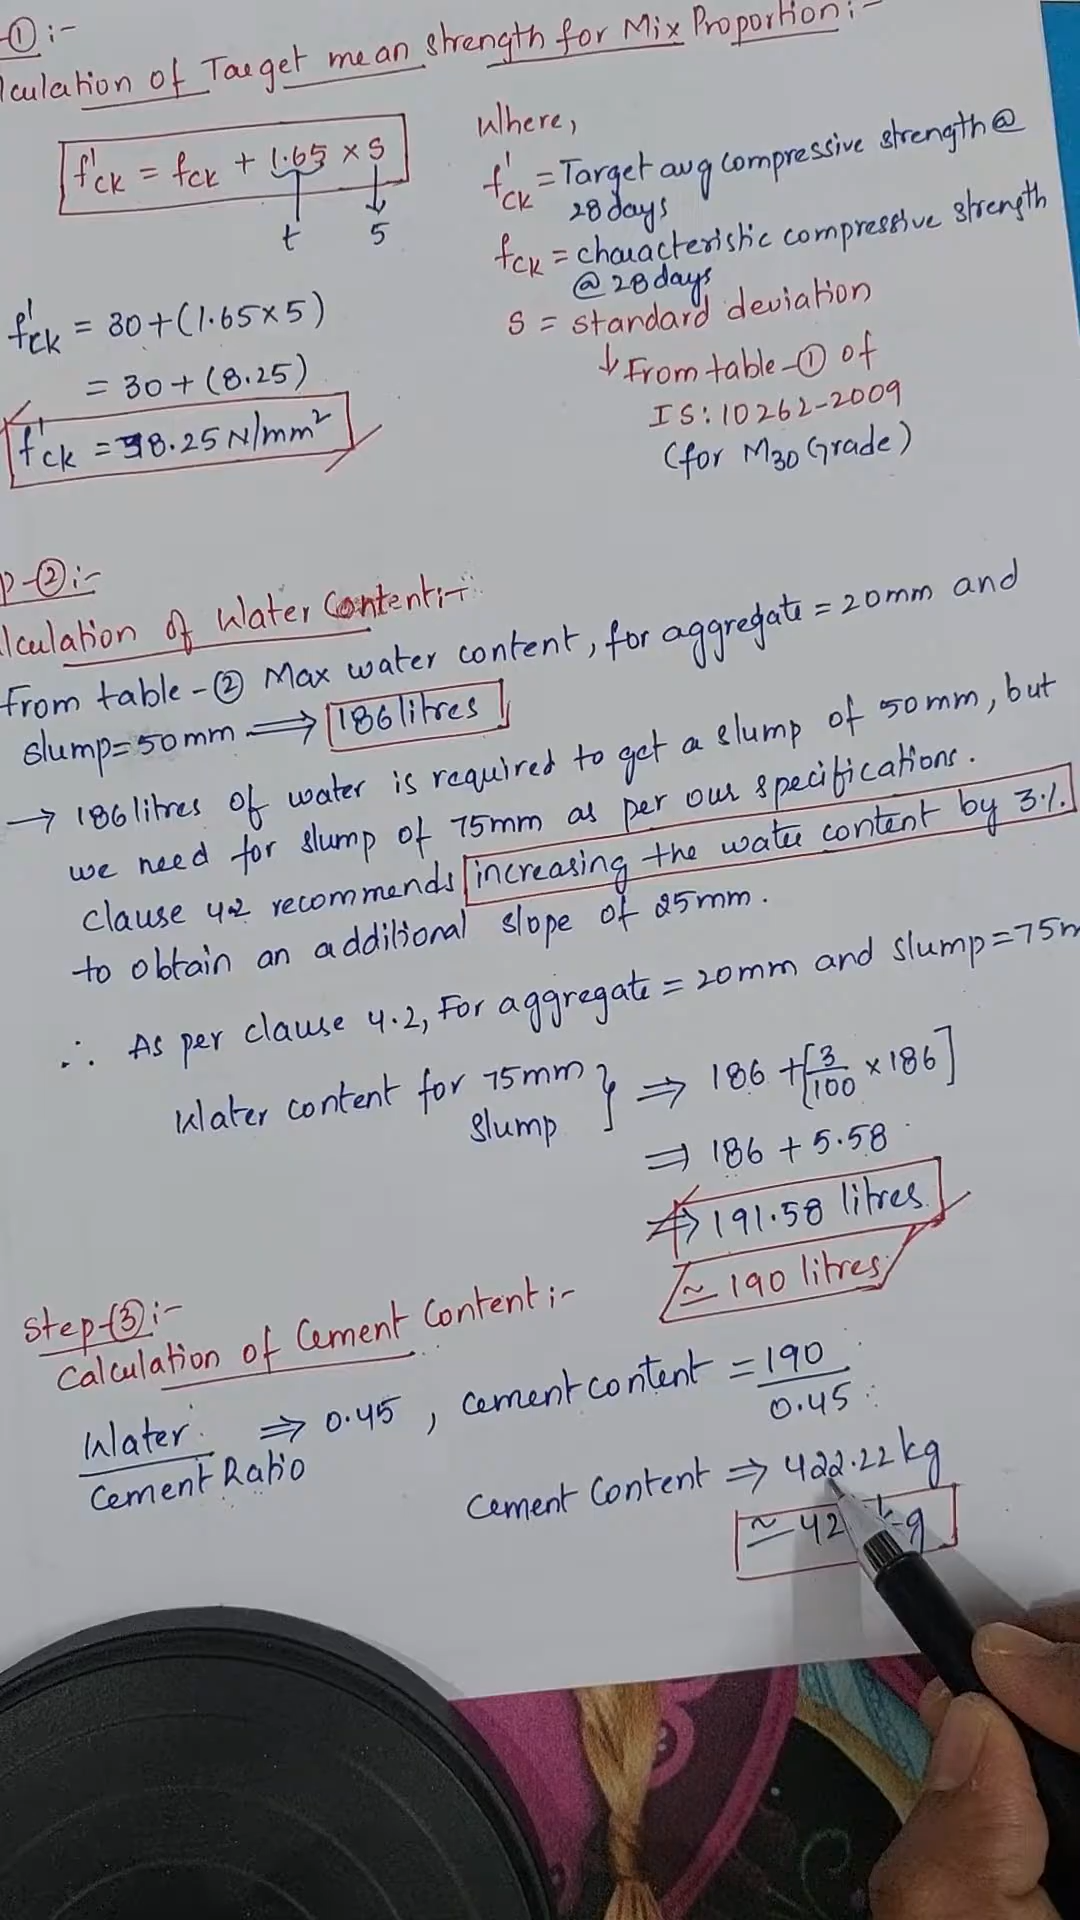 -①:-
lculation of Target mean strength for Mix Proportion:-
f'ck = fck + 1.65 × S
t S
f'ck = 30+(1.65×5)
= 30+(8.25)
f'ck = 38.25 N/mm²
Where,
f'ck = Target avg compressive strength @
28 days
fck = characteristic compressive strength
@ 28 days
S = standard deviation
↓ From table-① of
IS:10262-2009
(for M30 Grade)
p-②:-
lculation of Water Content:-
From table-② Max water content, for aggregate = 20mm and
slump = 50mm ⟹ 186 litres
→ 186 litres of water is required to get a slump of 50mm, but
we need for slump of 75mm as per our specifications.
clause 42 recommends increasing the water content by 3%
to obtain an additional slope of 25mm.
∴ As per clause 4.2, For aggregate = 20mm and slump = 75m
Water content for 75mm } ⇒ 186 + [3/100 × 186]
slump
⇒ 186 + 5.58
⇒ 191.58 litres
≃ 190 litres
Step-③:-
Calculation of Cement Content:-
Water / Cement Ratio ⇒ 0.45, cement content = 190/0.45
Cement Content ⇒ 422.22 kg
≃ 42 kg